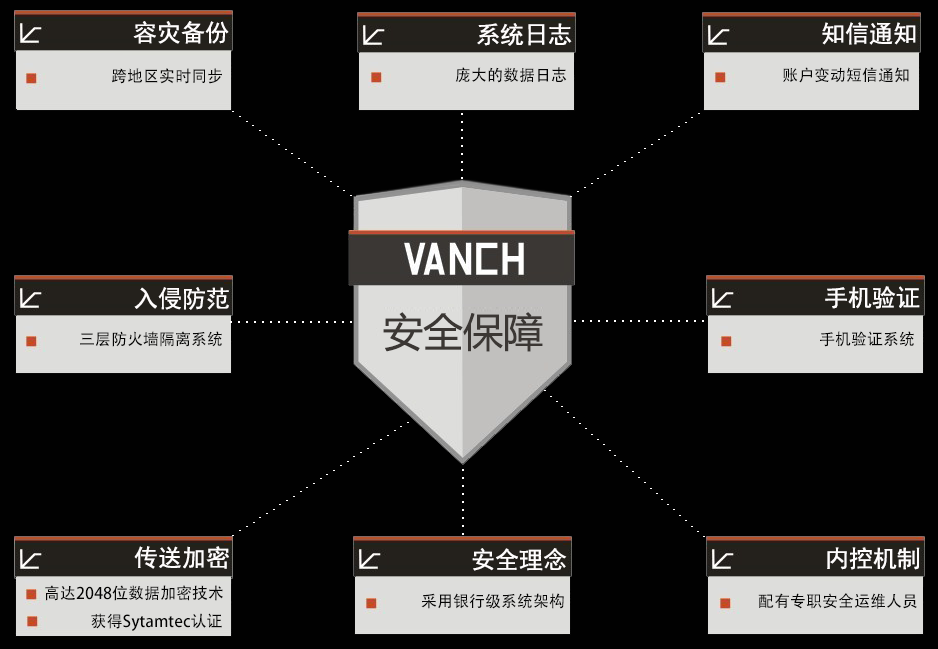 容灾备份
跨地区实时同步
系统日志
庞大的数据日志
知信通知
账户变动短信通知
VANCH
安全保障
入侵防范
三层防火墙隔离系统
手机验证
手机验证系统
传送加密
高达2048位数据加密技术
获得Sytamtec认证
安全理念
采用银行级系统架构
内控机制
配有专职安全运维人员